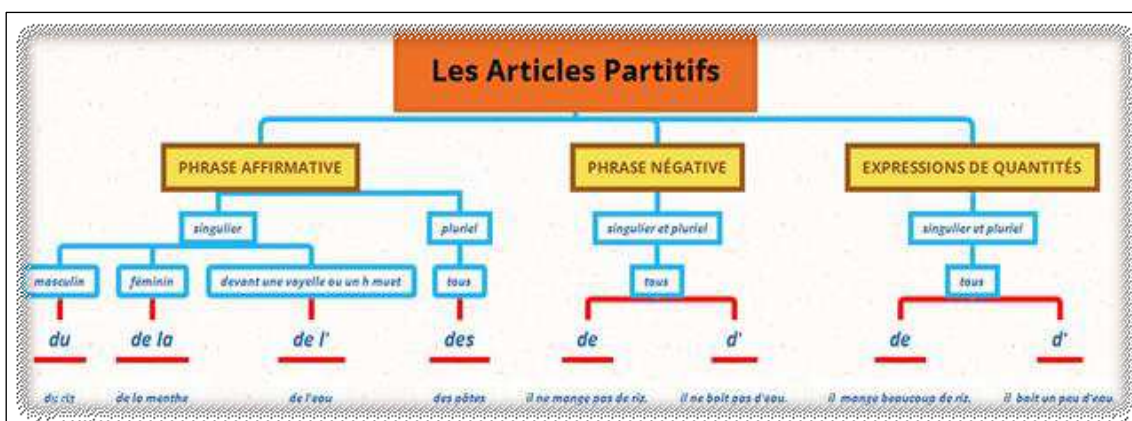 Les Articles Partitifs
PHRASE AFFIRMATIVE
PHRASE NÉGATIVE
EXPRESSIONS DE QUANTITÉS
singulier
pluriel
singulier et pluriel
singulier et pluriel
masculin
féminin
devant une voyelle ou un h muet
tous
tous
tous
du
de la
de l'
des
de
d'
de
d'
du riz
de la menthe
de l'eau
des pâtes
il ne mange pas de riz.
il ne boit pas d'eau.
il mange beaucoup de riz.
il boit un peu d'eau.